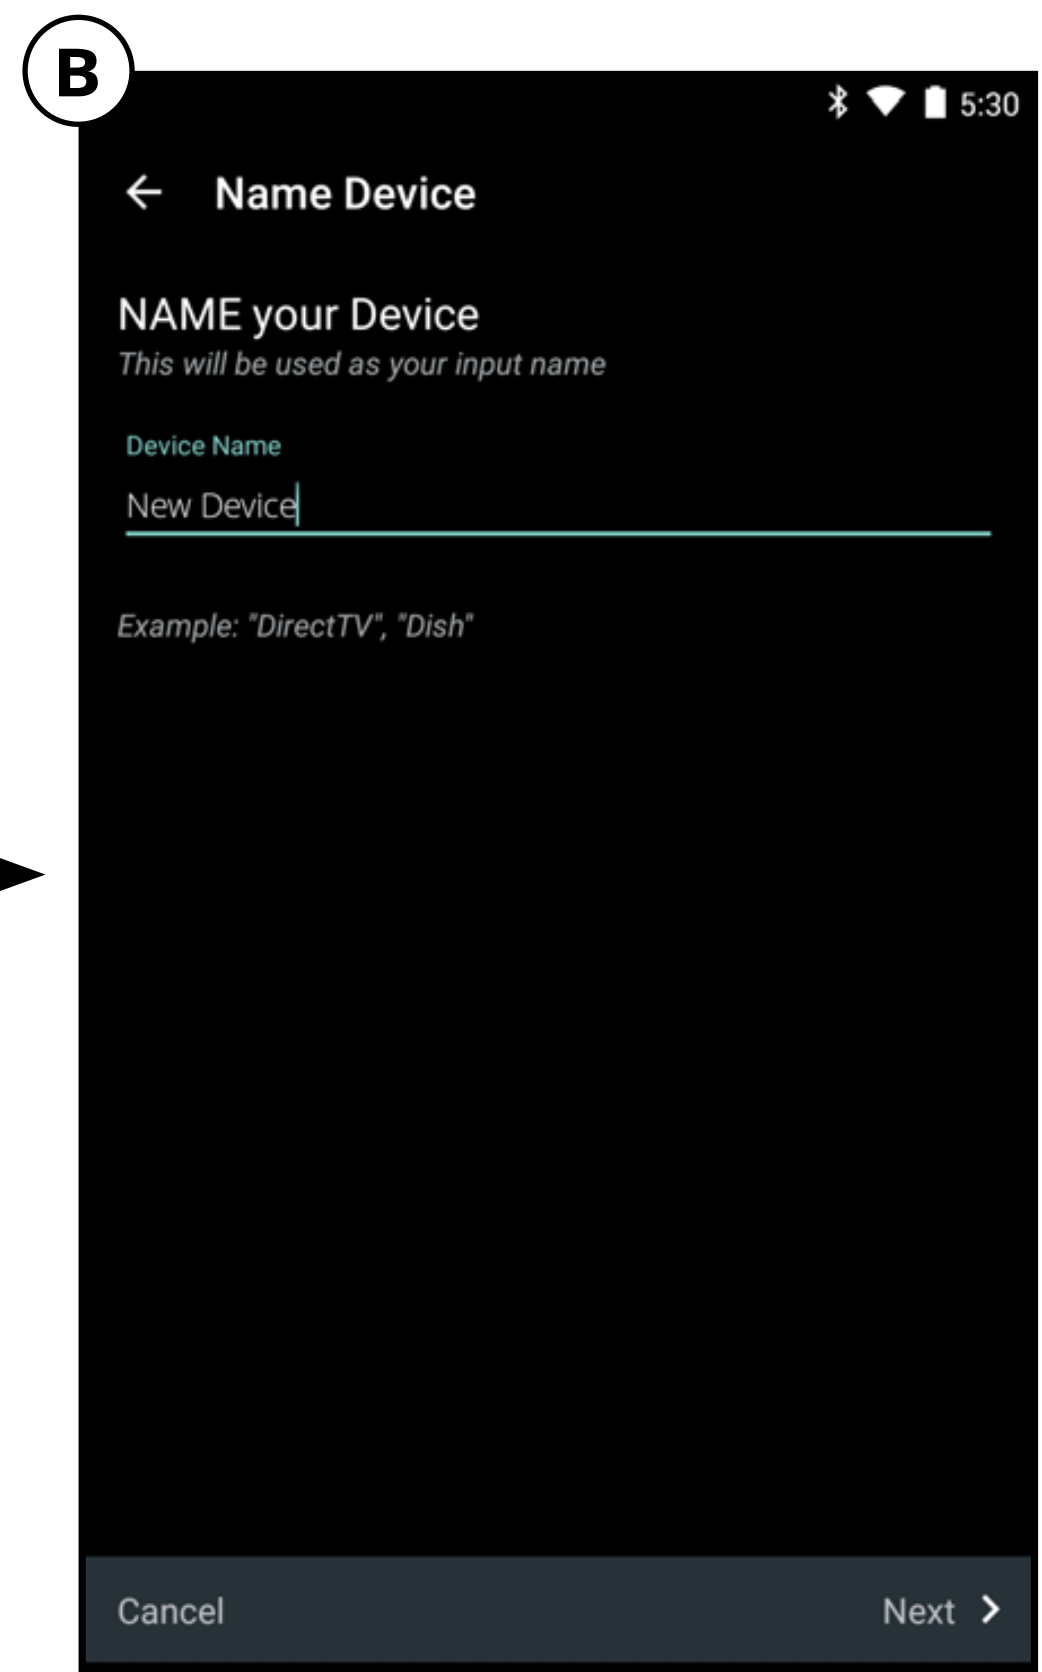 B
5:30
Name Device
NAME your Device
This will be used as your input name
Device Name
New Device
Example: "DirectTV", "Dish"
Cancel Next